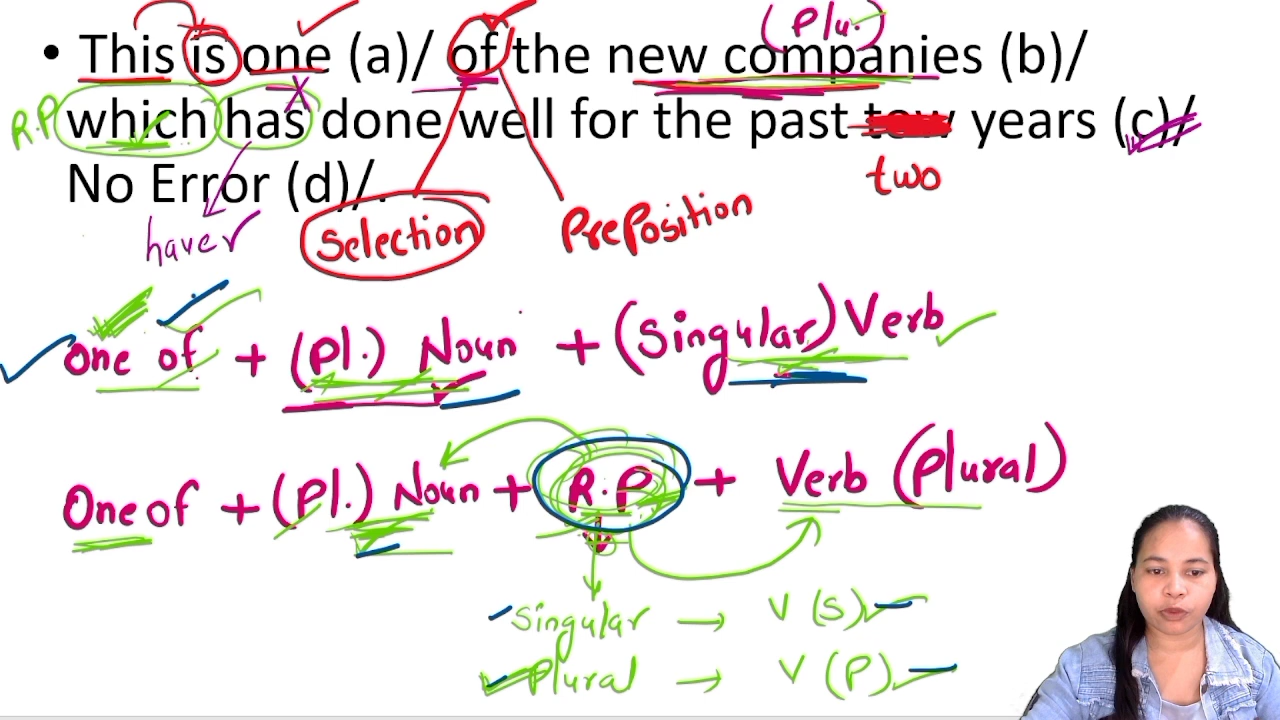 (Plu.)
• This is one (a)/ of the new companies (b)/
R.P which has done well for the past tow years (c)/
two
No Error (d)/.
have Selection Preposition
One of + (Pl.) Noun + (Singular) Verb
One of + (Pl.) Noun + R.P + Verb (Plural)
Singular → V (S)
Plural → V (P)